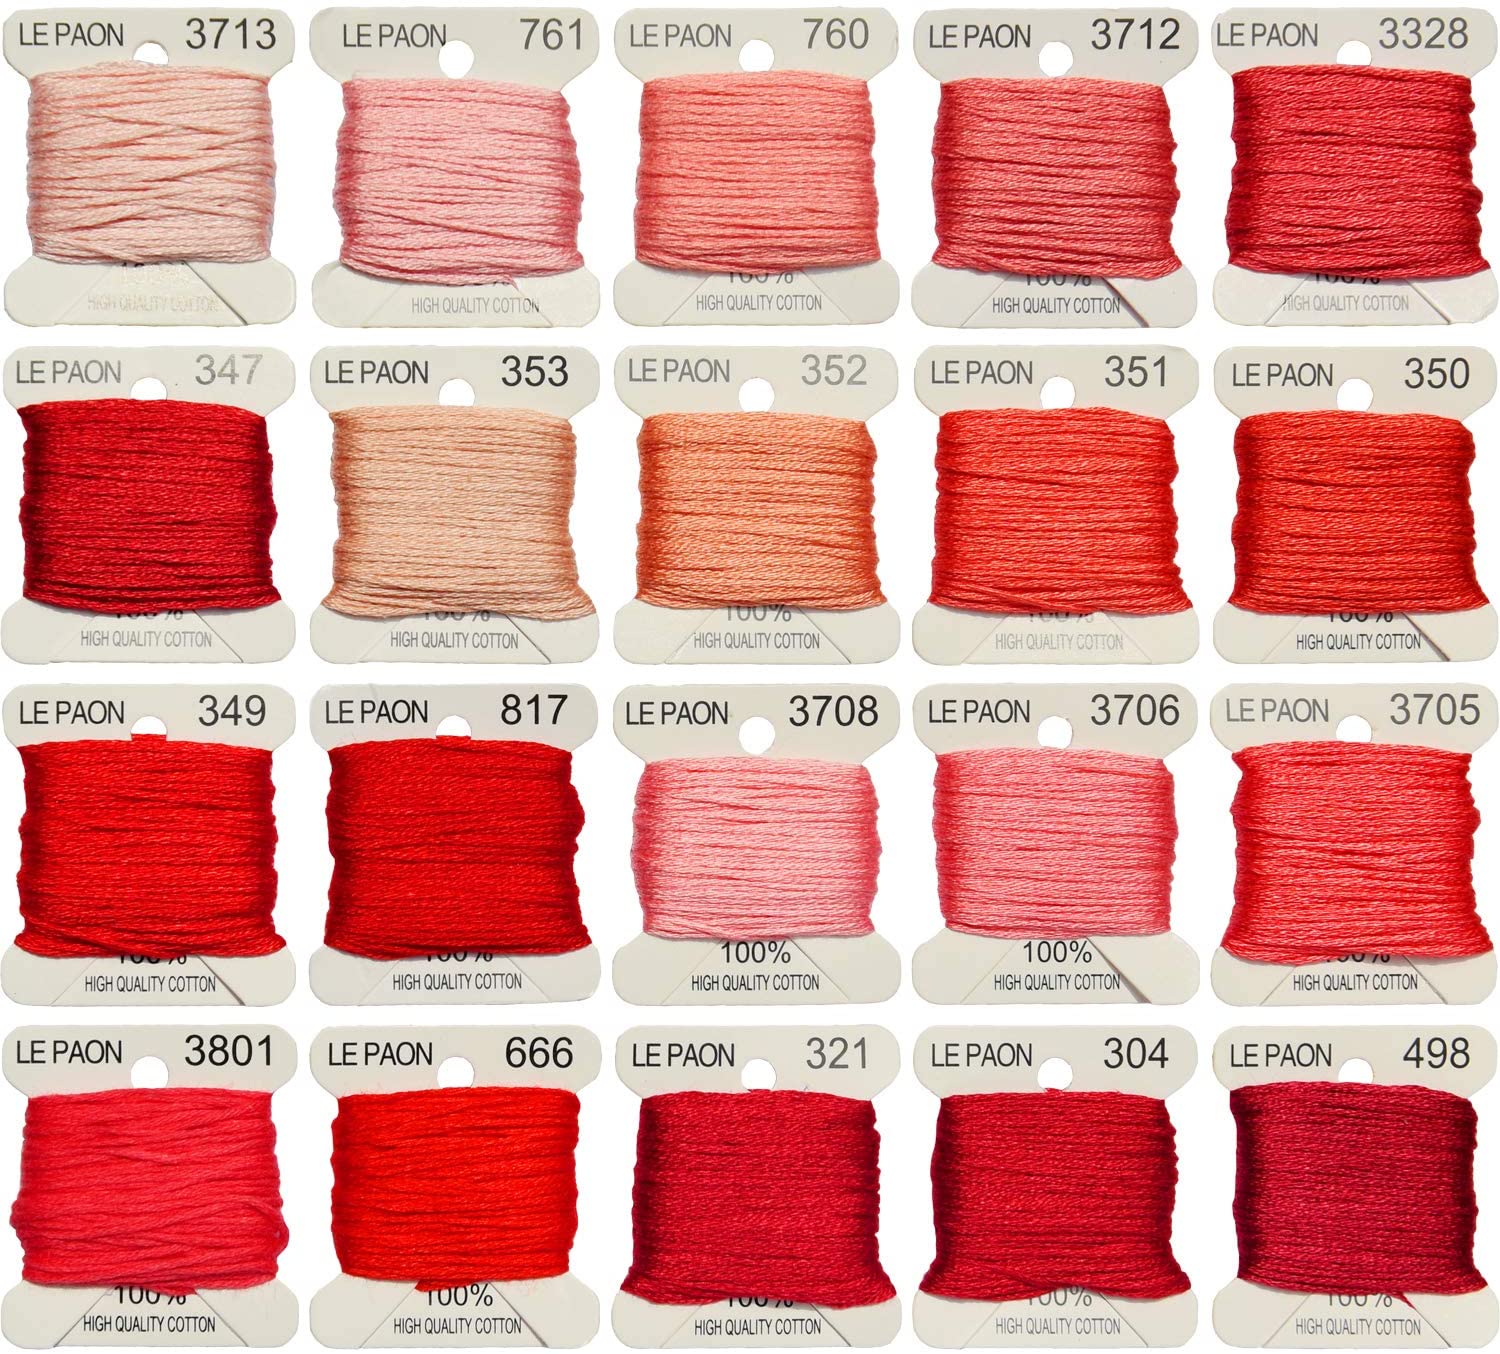 LE PAON 3713
HIGH QUALITY COTTON
LE PAON 761
HIGH QUALITY COTTON
LE PAON 760
100%
HIGH QUALITY COTTON
LE PAON 3712
100%
HIGH QUALITY COTTON
LE PAON 3328
100%
HIGH QUALITY COTTON
LE PAON 347
100%
HIGH QUALITY COTTON
LE PAON 353
100%
HIGH QUALITY COTTON
LE PAON 352
100%
HIGH QUALITY COTTON
LE PAON 351
100%
HIGH QUALITY COTTON
LE PAON 350
100%
HIGH QUALITY COTTON
LE PAON 349
100%
HIGH QUALITY COTTON
LE PAON 817
100%
HIGH QUALITY COTTON
LE PAON 3708
100%
HIGH QUALITY COTTON
LE PAON 3706
100%
HIGH QUALITY COTTON
LE PAON 3705
100%
HIGH QUALITY COTTON
LE PAON 3801
100%
HIGH QUALITY COTTON
LE PAON 666
100%
HIGH QUALITY COTTON
LE PAON 321
HIGH QUALITY COTTON
LE PAON 304
100%
HIGH QUALITY COTTON
LE PAON 498
100%
HIGH QUALITY COTTON